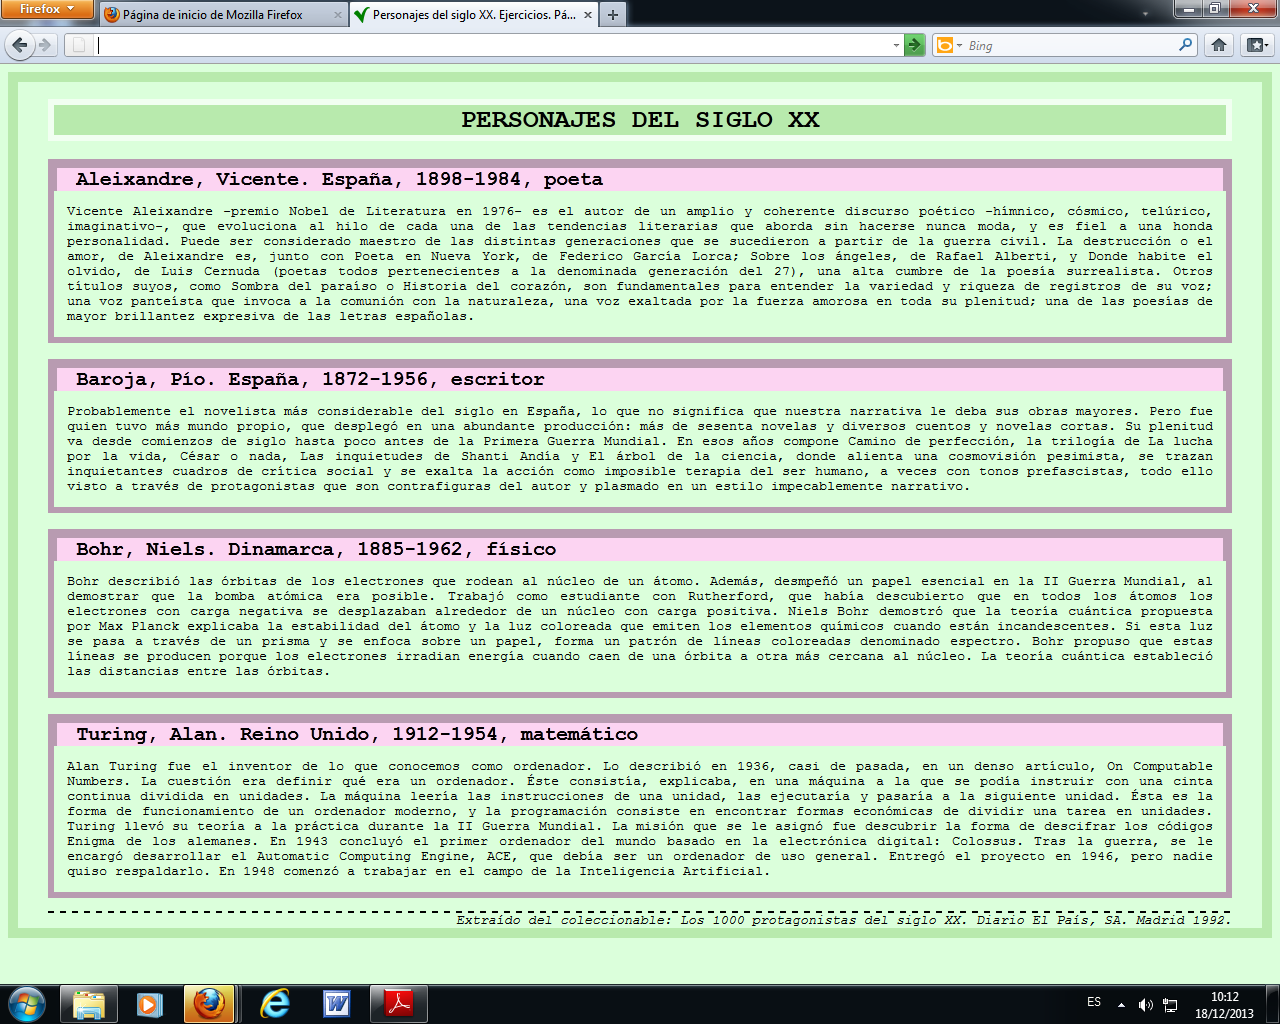 Firefox
Página de inicio de Mozilla Firefox
Personajes del siglo XX. Ejercicios. Pá...
Bing
PERSONAJES DEL SIGLO XX
Aleixandre, Vicente. España, 1898-1984, poeta
Vicente Aleixandre -premio Nobel de Literatura en 1976- es el autor de un amplio y coherente discurso poético -hímnico, cósmico, telúrico,
imaginativo-, que evoluciona al hilo de cada una de las tendencias literarias que aborda sin hacerse nunca moda, y es fiel a una honda
personalidad. Puede ser considerado maestro de las distintas generaciones que se sucedieron a partir de la guerra civil. La destrucción o el
amor, de Aleixandre es, junto con Poeta en Nueva York, de Federico García Lorca; Sobre los ángeles, de Rafael Alberti, y Donde habite el
olvido, de Luis Cernuda (poetas todos pertenecientes a la denominada generación del 27), una alta cumbre de la poesía surrealista. Otros
títulos suyos, como Sombra del paraíso o Historia del corazón, son fundamentales para entender la variedad y riqueza de registros de su voz;
una voz panteísta que invoca a la comunión con la naturaleza, una voz exaltada por la fuerza amorosa en toda su plenitud; una de las poesías de
mayor brillantez expresiva de las letras españolas.
Baroja, Pío. España, 1872-1956, escritor
Probablemente el novelista más considerable del siglo en España, lo que no significa que nuestra narrativa le deba sus obras mayores. Pero fue
quien tuvo más mundo propio, que desplegó en una abundante producción: más de sesenta novelas y diversos cuentos y novelas cortas. Su plenitud
va desde comienzos de siglo hasta poco antes de la Primera Guerra Mundial. En esos años compone Camino de perfección, la trilogía de La lucha
por la vida, César o nada, Las inquietudes de Shanti Andía y El árbol de la ciencia, donde alienta una cosmovisión pesimista, se trazan
inquietantes cuadros de crítica social y se exalta la acción como imposible terapia del ser humano, a veces con tonos prefascistas, todo ello
visto a través de protagonistas que son contrafiguras del autor y plasmado en un estilo impecablemente narrativo.
Bohr, Niels. Dinamarca, 1885-1962, físico
Bohr describió las órbitas de los electrones que rodean al núcleo de un átomo. Además, desmpeñó un papel esencial en la II Guerra Mundial, al
demostrar que la bomba atómica era posible. Trabajó como estudiante con Rutherford, que había descubierto que en todos los átomos los
electrones con carga negativa se desplazaban alrededor de un núcleo con carga positiva. Niels Bohr demostró que la teoría cuántica propuesta
por Max Planck explicaba la estabilidad del átomo y la luz coloreada que emiten los elementos químicos cuando están incandescentes. Si esta luz
se pasa a través de un prisma y se enfoca sobre un papel, forma un patrón de líneas coloreadas denominado espectro. Bohr propuso que estas
líneas se producen porque los electrones irradian energía cuando caen de una órbita a otra más cercana al núcleo. La teoría cuántica estableció
las distancias entre las órbitas.
Turing, Alan. Reino Unido, 1912-1954, matemático
Alan Turing fue el inventor de lo que conocemos como ordenador. Lo describió en 1936, casi de pasada, en un denso artículo, On Computable
Numbers. La cuestión era definir qué era un ordenador. Éste consistía, explicaba, en una máquina a la que se podía instruir con una cinta
continua dividida en unidades. La máquina leería las instrucciones de una unidad, las ejecutaría y pasaría a la siguiente unidad. Ésta es la
forma de funcionamiento de un ordenador moderno, y la programación consiste en encontrar formas económicas de dividir una tarea en unidades.
Turing llevó su teoría a la práctica durante la II Guerra Mundial. La misión que se le asignó fue descubrir la forma de descifrar los códigos
Enigma de los alemanes. En 1943 concluyó el primer ordenador del mundo basado en la electrónica digital: Colossus. Tras la guerra, se le
encargó desarrollar el Automatic Computing Engine, ACE, que debía ser un ordenador de uso general. Entregó el proyecto en 1946, pero nadie
quiso respaldarlo. En 1948 comenzó a trabajar en el campo de la Inteligencia Artificial.
Extraído del coleccionable: Los 1000 protagonistas del siglo XX. Diario El País, SA. Madrid 1992.
ES
10:12
18/12/2013